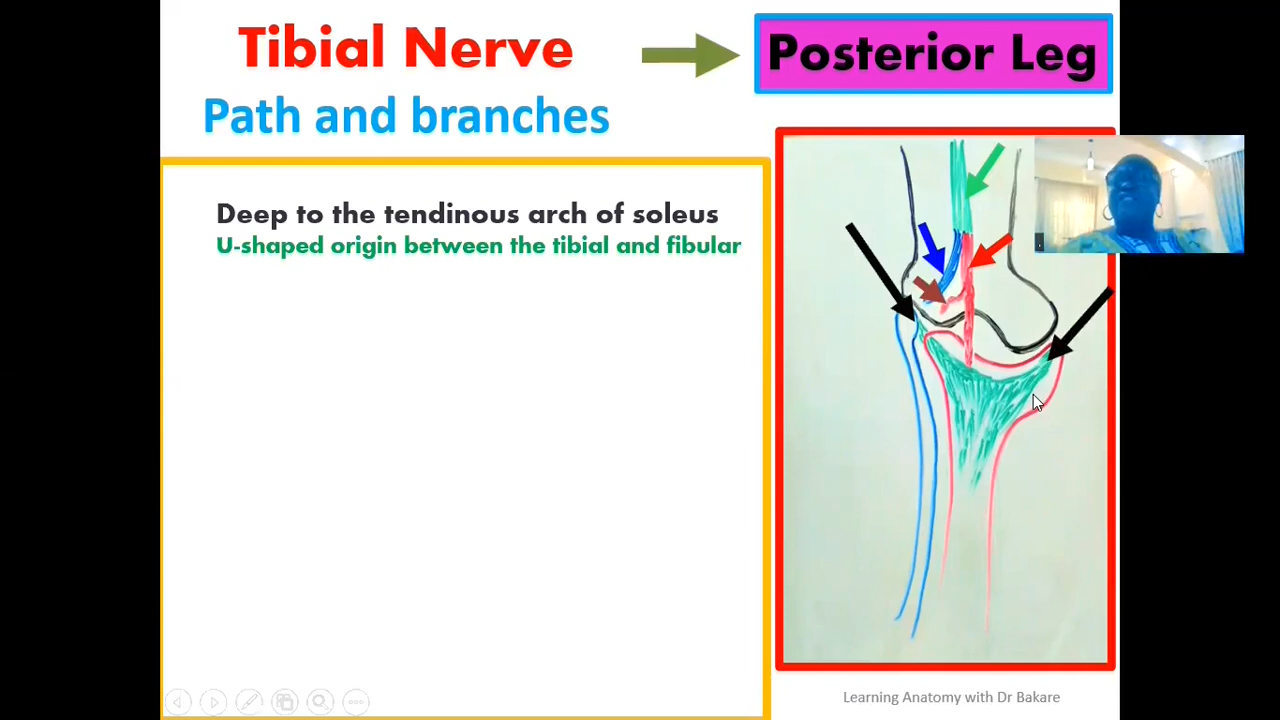 Tibial Nerve
Posterior Leg
Path and branches
Deep to the tendinous arch of soleus
U-shaped origin between the tibial and fibular
Learning Anatomy with Dr Bakare